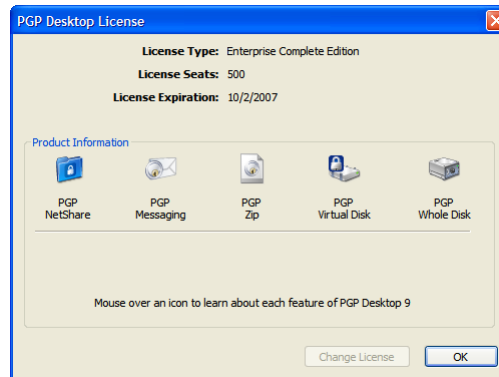 PGP Desktop License
License Type: Enterprise Complete Edition
License Seats: 500
License Expiration: 10/2/2007
Product Information
PGP NetShare
PGP Messaging
PGP Zip
PGP Virtual Disk
PGP Whole Disk
Mouse over an icon to learn about each feature of PGP Desktop 9
Change License
OK